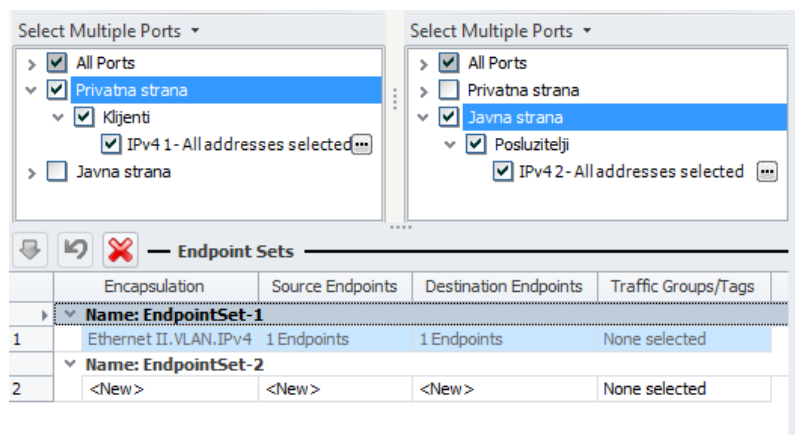 Select Multiple Ports
All Ports
Privatna strana
Klijenti
IPv4 1 - All addresses selected
Javna strana
Select Multiple Ports
All Ports
Privatna strana
Javna strana
Posluzitelji
IPv4 2 - All addresses selected
Endpoint Sets
Encapsulation Source Endpoints Destination Endpoints Traffic Groups/Tags
Name: EndpointSet-1
1 Ethernet II.VLAN.IPv4 1 Endpoints 1 Endpoints None selected
Name: EndpointSet-2
2 <New> <New> <New> None selected